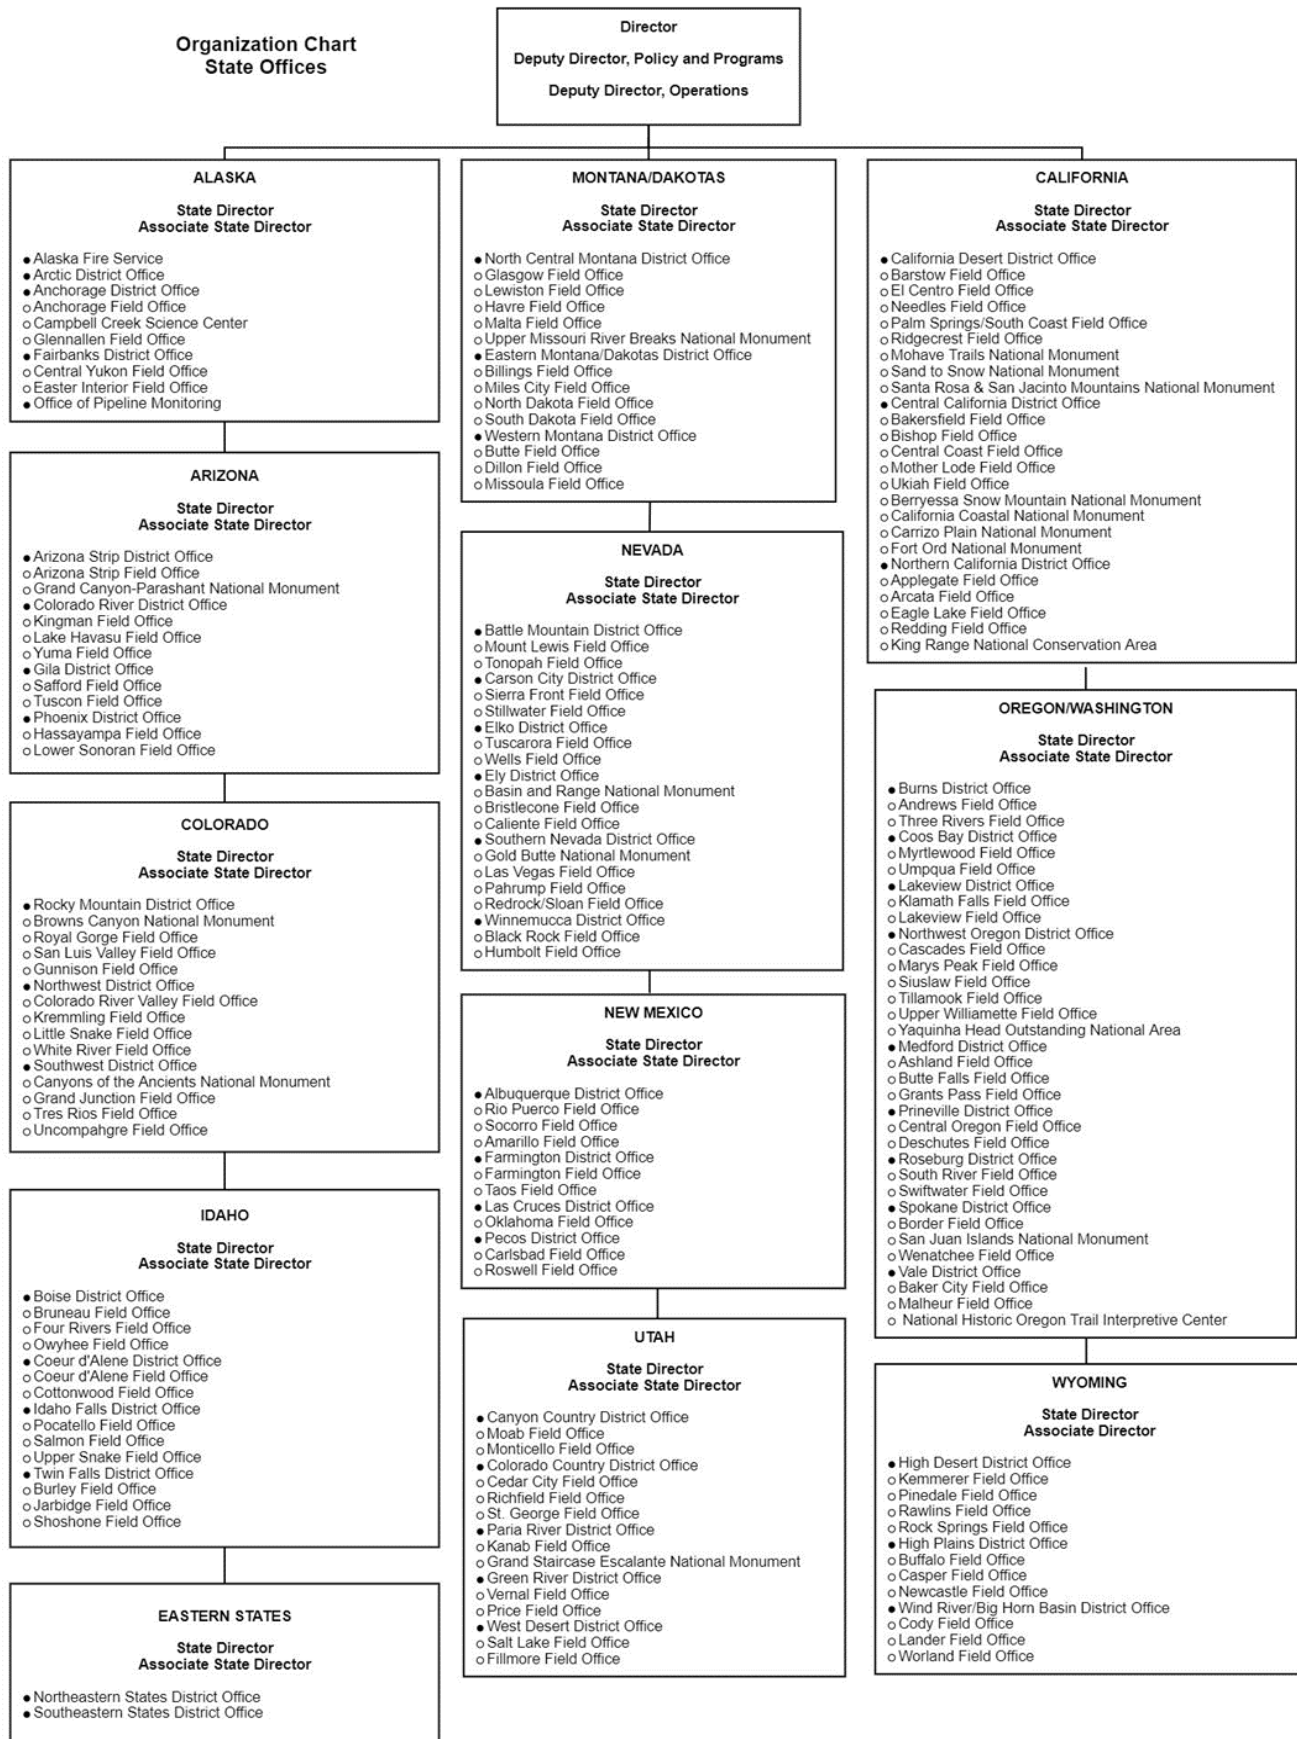 Organization Chart
State Offices
Director
Deputy Director, Policy and Programs
Deputy Director, Operations
ALASKA
State Director
Associate State Director
● Alaska Fire Service
● Arctic District Office
● Anchorage District Office
○ Anchorage Field Office
○ Campbell Creek Science Center
○ Glennallen Field Office
● Fairbanks District Office
○ Central Yukon Field Office
○ Easter Interior Field Office
● Office of Pipeline Monitoring
ARIZONA
State Director
Associate State Director
● Arizona Strip District Office
○ Arizona Strip Field Office
○ Grand Canyon-Parashant National Monument
● Colorado River District Office
○ Kingman Field Office
○ Lake Havasu Field Office
○ Yuma Field Office
● Gila District Office
○ Safford Field Office
○ Tuscon Field Office
● Phoenix District Office
○ Hassayampa Field Office
○ Lower Sonoran Field Office
COLORADO
State Director
Associate State Director
● Rocky Mountain District Office
○ Browns Canyon National Monument
○ Royal Gorge Field Office
○ San Luis Valley Field Office
○ Gunnison Field Office
● Northwest District Office
○ Colorado River Valley Field Office
○ Kremmling Field Office
○ Little Snake Field Office
○ White River Field Office
● Southwest District Office
○ Canyons of the Ancients National Monument
○ Grand Junction Field Office
○ Tres Rios Field Office
○ Uncompahgre Field Office
IDAHO
State Director
Associate State Director
● Boise District Office
○ Bruneau Field Office
○ Four Rivers Field Office
○ Owyhee Field Office
● Coeur d'Alene District Office
○ Coeur d'Alene Field Office
○ Cottonwood Field Office
● Idaho Falls District Office
○ Pocatello Field Office
○ Salmon Field Office
○ Upper Snake Field Office
● Twin Falls District Office
○ Burley Field Office
○ Jarbidge Field Office
○ Shoshone Field Office
EASTERN STATES
State Director
Associate State Director
● Northeastern States District Office
● Southeastern States District Office
MONTANA/DAKOTAS
State Director
Associate State Director
● North Central Montana District Office
○ Glasgow Field Office
○ Lewiston Field Office
○ Havre Field Office
○ Malta Field Office
○ Upper Missouri River Breaks National Monument
● Eastern Montana/Dakotas District Office
○ Billings Field Office
○ Miles City Field Office
○ North Dakota Field Office
○ South Dakota Field Office
● Western Montana District Office
○ Butte Field Office
○ Dillon Field Office
○ Missoula Field Office
NEVADA
State Director
Associate State Director
● Battle Mountain District Office
○ Mount Lewis Field Office
○ Tonopah Field Office
● Carson City District Office
○ Sierra Front Field Office
○ Stillwater Field Office
● Elko District Office
○ Tuscarora Field Office
○ Wells Field Office
● Ely District Office
○ Basin and Range National Monument
○ Bristlecone Field Office
○ Caliente Field Office
● Southern Nevada District Office
○ Gold Butte National Monument
○ Las Vegas Field Office
○ Pahrump Field Office
○ Redrock/Sloan Field Office
● Winnemucca District Office
○ Black Rock Field Office
○ Humbolt Field Office
NEW MEXICO
State Director
Associate State Director
● Albuquerque District Office
○ Rio Puerco Field Office
○ Socorro Field Office
○ Amarillo Field Office
● Farmington District Office
○ Farmington Field Office
○ Taos Field Office
● Las Cruces District Office
○ Oklahoma Field Office
● Pecos District Office
○ Carlsbad Field Office
○ Roswell Field Office
UTAH
State Director
Associate State Director
● Canyon Country District Office
○ Moab Field Office
○ Monticello Field Office
● Colorado Country District Office
○ Cedar City Field Office
○ Richfield Field Office
○ St. George Field Office
● Paria River District Office
○ Kanab Field Office
○ Grand Staircase Escalante National Monument
● Green River District Office
○ Vernal Field Office
○ Price Field Office
● West Desert District Office
○ Salt Lake Field Office
○ Fillmore Field Office
CALIFORNIA
State Director
Associate State Director
● California Desert District Office
○ Barstow Field Office
○ El Centro Field Office
○ Needles Field Office
○ Palm Springs/South Coast Field Office
○ Ridgecrest Field Office
○ Mohave Trails National Monument
○ Sand to Snow National Monument
○ Santa Rosa & San Jacinto Mountains National Monument
● Central California District Office
○ Bakersfield Field Office
○ Bishop Field Office
○ Central Coast Field Office
○ Mother Lode Field Office
○ Ukiah Field Office
○ Berryessa Snow Mountain National Monument
○ California Coastal National Monument
○ Carrizo Plain National Monument
○ Fort Ord National Monument
● Northern California District Office
○ Applegate Field Office
○ Arcata Field Office
○ Eagle Lake Field Office
○ Redding Field Office
○ King Range National Conservation Area
OREGON/WASHINGTON
State Director
Associate State Director
● Burns District Office
○ Andrews Field Office
○ Three Rivers Field Office
● Coos Bay District Office
○ Myrtlewood Field Office
○ Umpqua Field Office
● Lakeview District Office
○ Klamath Falls Field Office
○ Lakeview Field Office
● Northwest Oregon District Office
○ Cascades Field Office
○ Marys Peak Field Office
○ Siuslaw Field Office
○ Tillamook Field Office
○ Upper Williamette Field Office
○ Yaquinha Head Outstanding National Area
● Medford District Office
○ Ashland Field Office
○ Butte Falls Field Office
○ Grants Pass Field Office
● Prineville District Office
○ Central Oregon Field Office
○ Deschutes Field Office
● Roseburg District Office
○ South River Field Office
○ Swiftwater Field Office
● Spokane District Office
○ Border Field Office
○ San Juan Islands National Monument
○ Wenatchee Field Office
● Vale District Office
○ Baker City Field Office
○ Malheur Field Office
○ National Historic Oregon Trail Interpretive Center
WYOMING
State Director
Associate Director
● High Desert District Office
○ Kemmerer Field Office
○ Pinedale Field Office
○ Rawlins Field Office
○ Rock Springs Field Office
● High Plains District Office
○ Buffalo Field Office
○ Casper Field Office
○ Newcastle Field Office
● Wind River/Big Horn Basin District Office
○ Cody Field Office
○ Lander Field Office
○ Worland Field Office